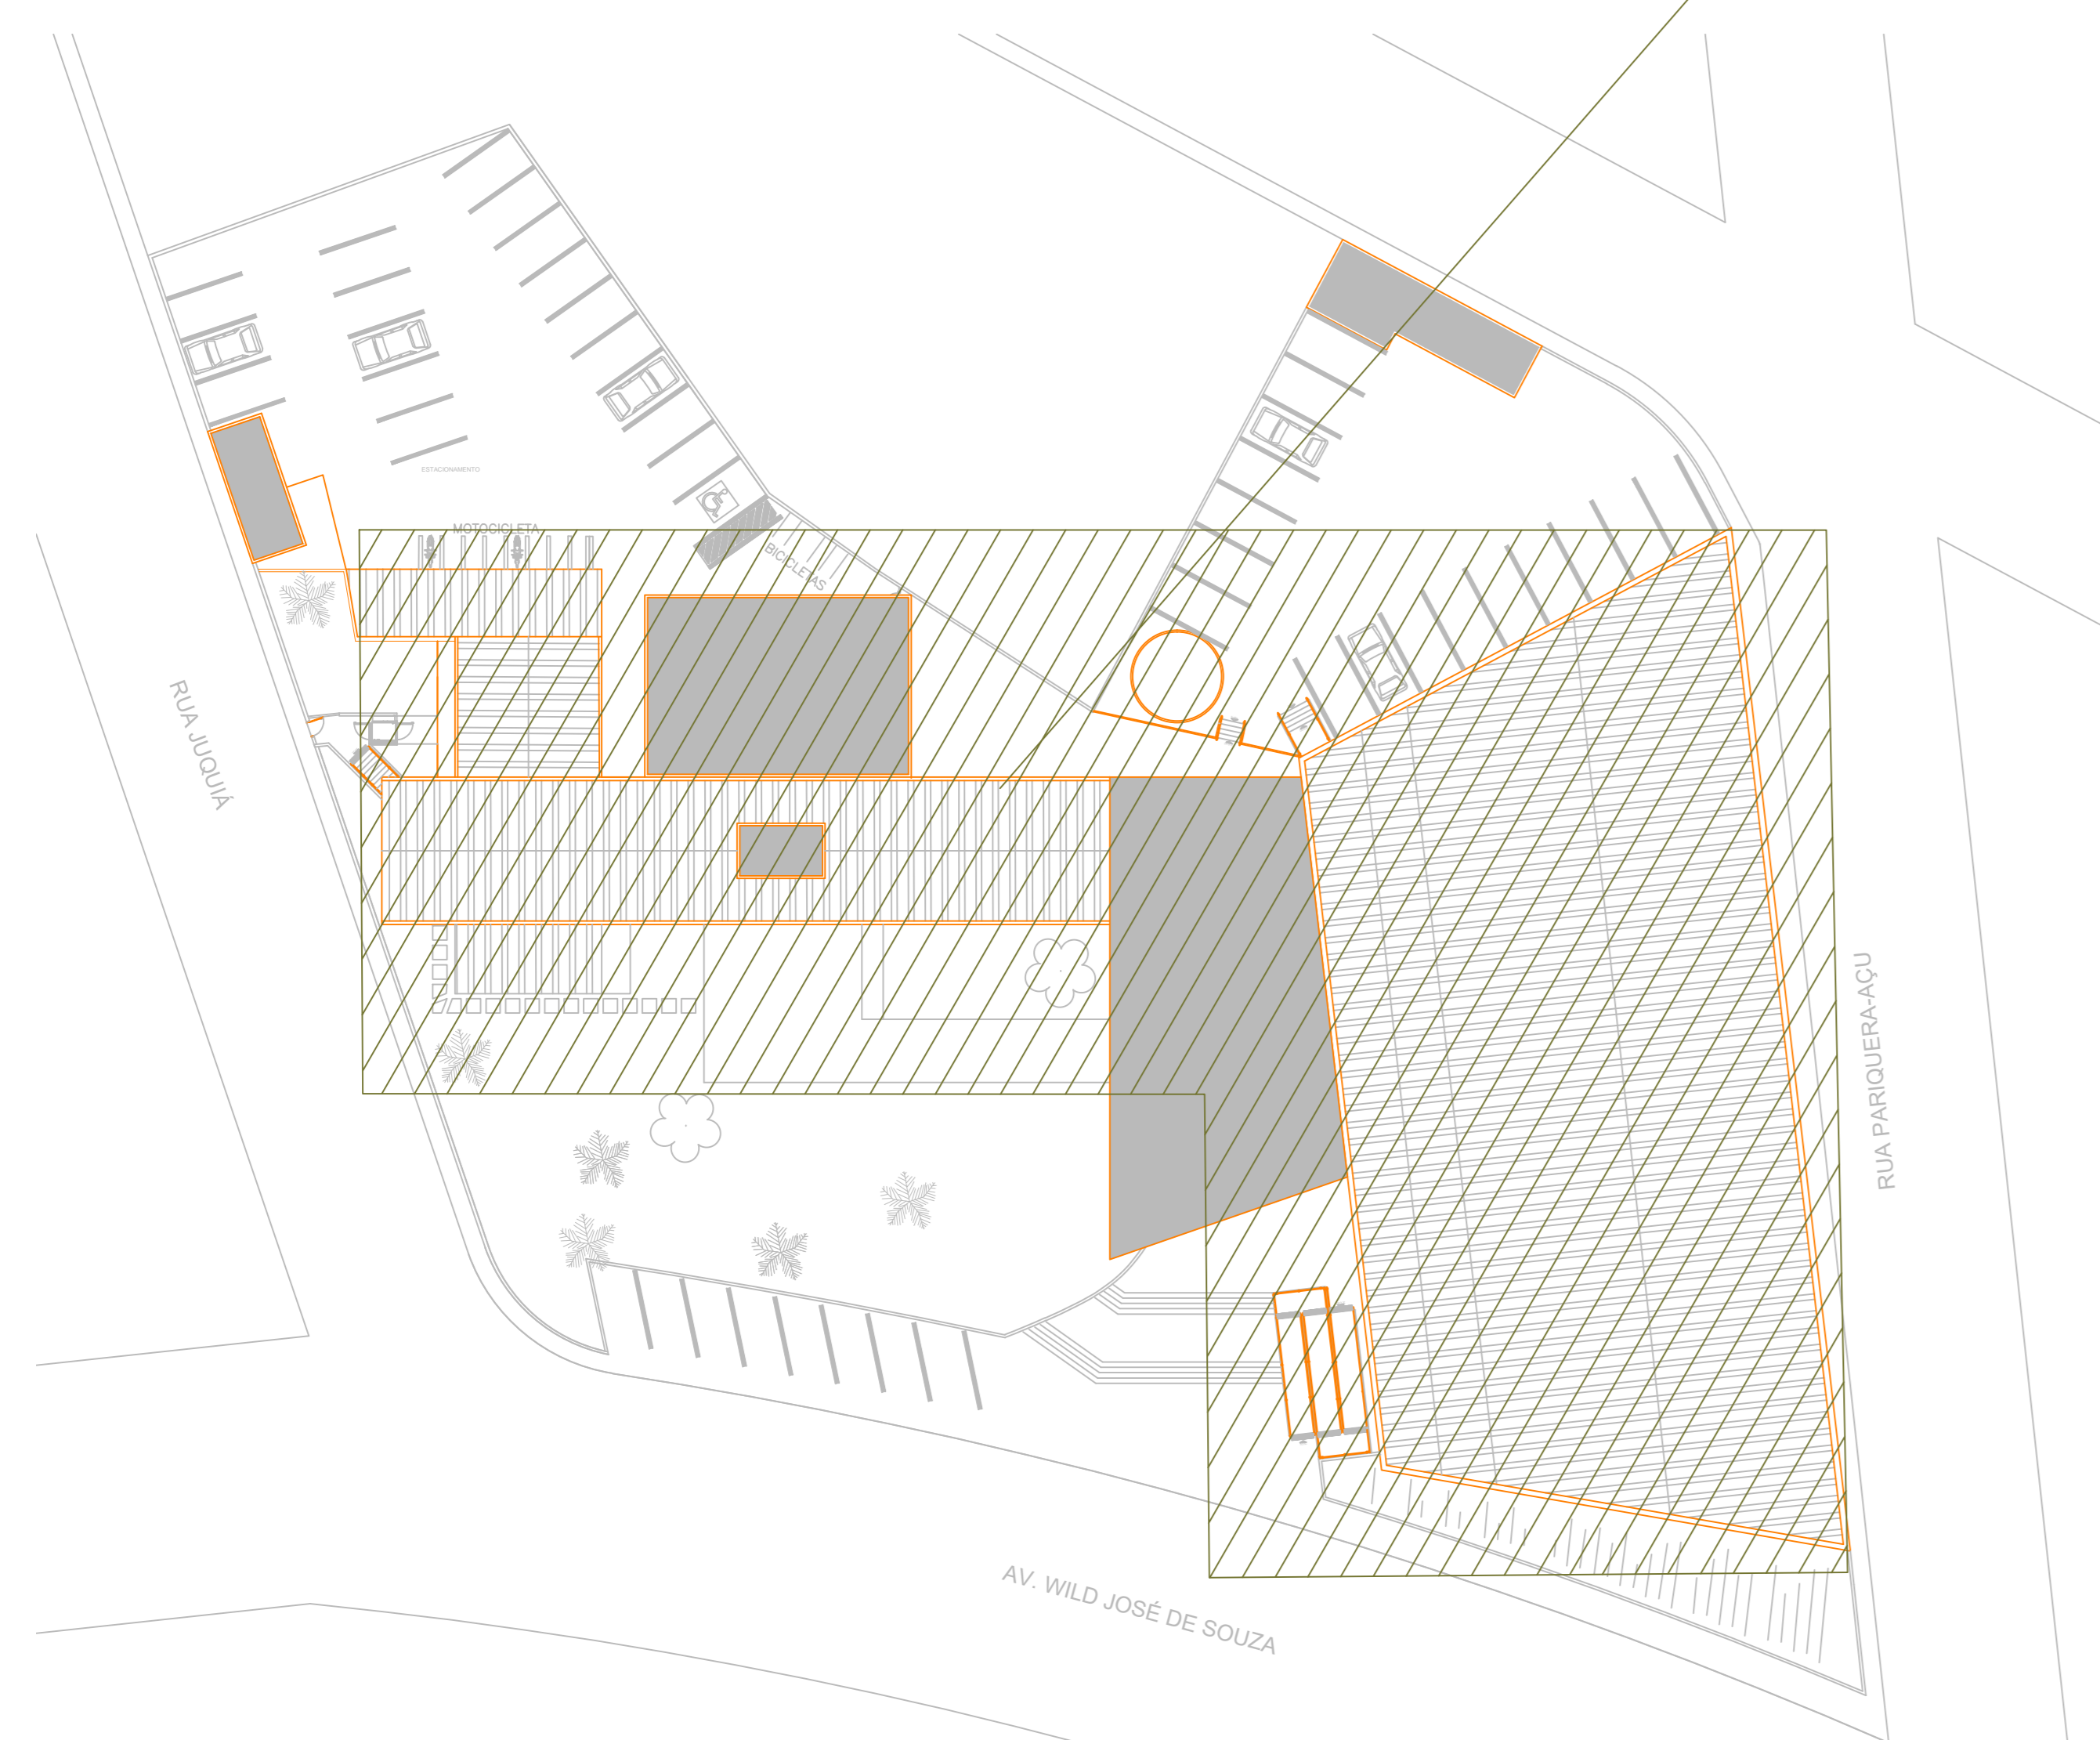 ESTACIONAMENTO
MOTOCICLETA
BICICLETAS
RUA JUQUIÁ
RUA PARIQUERA-AÇU
AV. WILD JOSÉ DE SOUZA